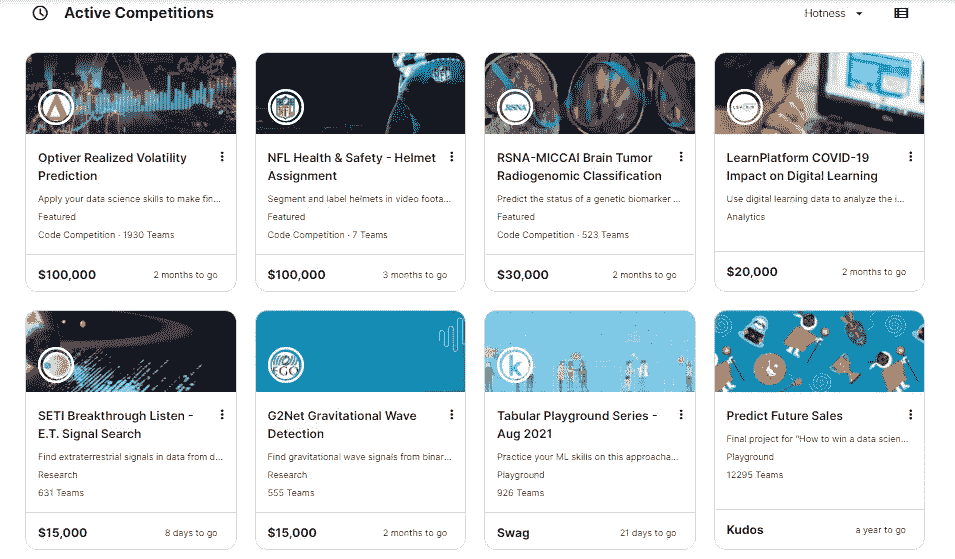 Active Competitions
Hotness
Optiver Realized Volatility
Prediction
Apply your data science skills to make fin...
Featured
Code Competition · 1930 Teams
$100,000
2 months to go
NFL Health & Safety - Helmet
Assignment
Segment and label helmets in video foota...
Featured
Code Competition · 7 Teams
$100,000
3 months to go
RSNA
RSNA-MICCAI Brain Tumor
Radiogenomic Classification
Predict the status of a genetic biomarker ...
Featured
Code Competition · 523 Teams
$30,000
2 months to go
LearnPlatform COVID-19
Impact on Digital Learning
Use digital learning data to analyze the i...
Analytics
$20,000
2 months to go
SETI Breakthrough Listen -
E.T. Signal Search
Find extraterrestrial signals in data from d...
Research
631 Teams
$15,000
8 days to go
EGO
G2Net Gravitational Wave
Detection
Find gravitational wave signals from binar...
Research
555 Teams
$15,000
2 months to go
k
Tabular Playground Series -
Aug 2021
Practice your ML skills on this approacha...
Playground
926 Teams
Swag
21 days to go
Predict Future Sales
Final project for "How to win a data scien...
Playground
12295 Teams
Kudos
a year to go